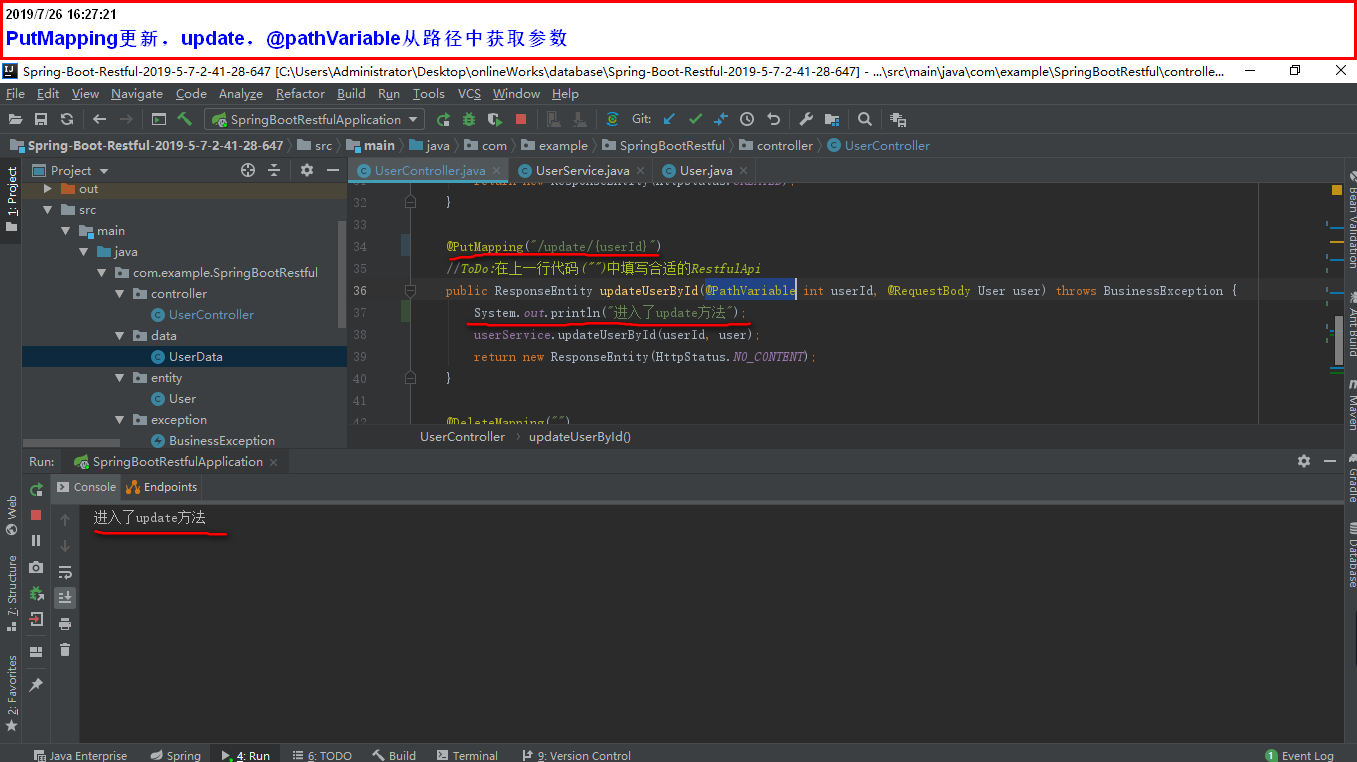 2019/7/26 16:27:21
PutMapping更新，update，@pathVariable从路径中获取参数
Spring-Boot-Restful-2019-5-7-2-41-28-647 [C:\Users\Administrator\Desktop\onlineWorks\database\Spring-Boot-Restful-2019-5-7-2-41-28-647] - ...\src\main\java\com\example\SpringBootRestful\controlle...
File Edit View Navigate Code Analyze Refactor Build Run Tools VCS Window Help
SpringBootRestfulApplication Git:
Spring-Boot-Restful-2019-5-7-2-41-28-647 src main java com example SpringBootRestful controller UserController
1: Project
Project
out
src
main
java
com.example.SpringBootRestful
controller
UserController
data
UserData
entity
User
exception
BusinessException
UserController.java UserService.java User.java
31 return new ResponseEntity(HttpStatus.CREATED);
32 }
33
34 @PutMapping("/update/{userId}")
35 //ToDo:在上一行代码("")中填写合适的RestfulApi
36 public ResponseEntity updateUserById(@PathVariable int userId, @RequestBody User user) throws BusinessException {
37 System.out.println("进入了update方法");
38 userService.updateUserById(userId, user);
39 return new ResponseEntity(HttpStatus.NO_CONTENT);
40 }
41
42 @DeleteMapping("")
UserController › updateUserById()
Bean Validation
Ant Build
Maven
Gradle
Database
Run: SpringBootRestfulApplication
Console Endpoints
进入了update方法
Web
7: Structure
2: Favorites
Java Enterprise Spring 4: Run 6: TODO Build Terminal 9: Version Control 1 Event Log